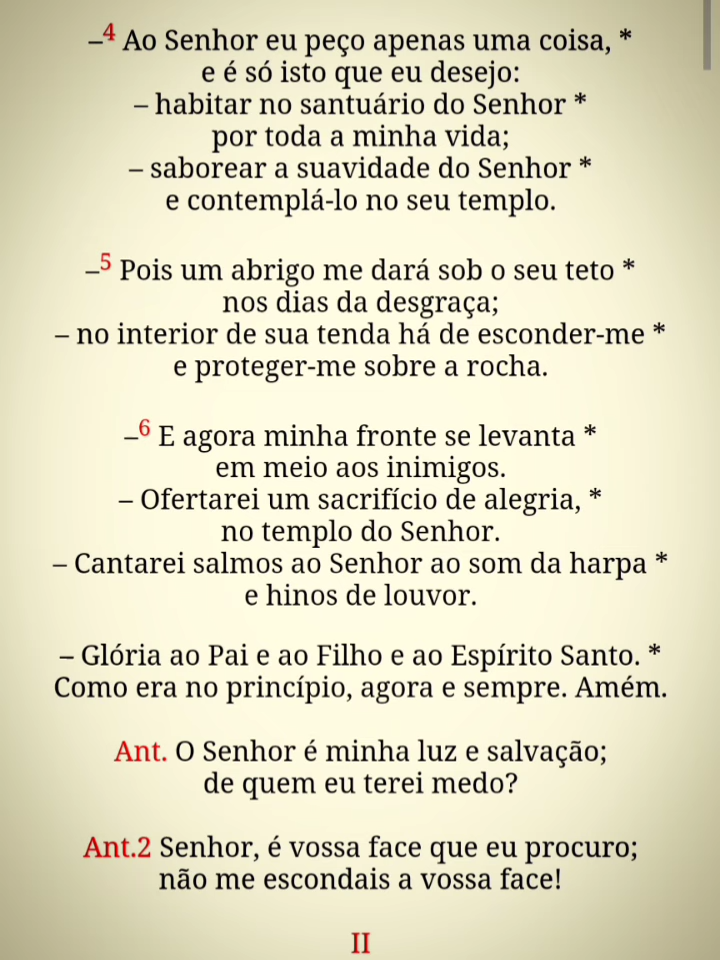 –4 Ao Senhor eu peço apenas uma coisa, *
e é só isto que eu desejo:
– habitar no santuário do Senhor *
por toda a minha vida;
– saborear a suavidade do Senhor *
e contemplá-lo no seu templo.
–5 Pois um abrigo me dará sob o seu teto *
nos dias da desgraça;
– no interior de sua tenda há de esconder-me *
e proteger-me sobre a rocha.
–6 E agora minha fronte se levanta *
em meio aos inimigos.
– Ofertarei um sacrifício de alegria, *
no templo do Senhor.
– Cantarei salmos ao Senhor ao som da harpa *
e hinos de louvor.
– Glória ao Pai e ao Filho e ao Espírito Santo. *
Como era no princípio, agora e sempre. Amém.
Ant. O Senhor é minha luz e salvação;
de quem eu terei medo?
Ant.2 Senhor, é vossa face que eu procuro;
não me escondais a vossa face!
II